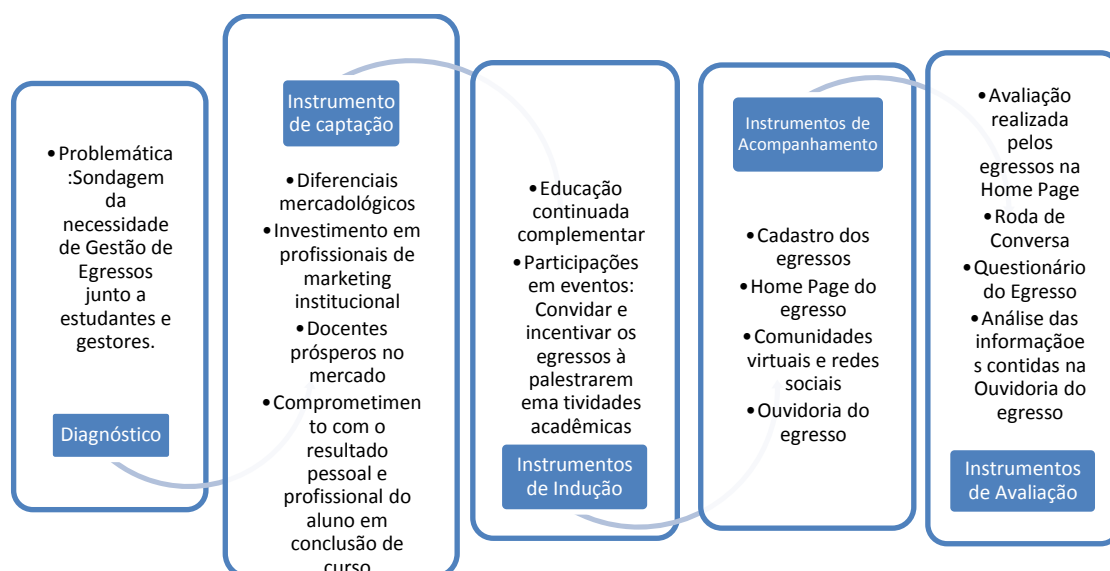 •Problemática
:Sondagem
da
necessidade
de Gestão de
Egressos
junto a
estudantes e
gestores.
Diagnóstico
Instrumento
de captação
•Diferenciais
mercadológicos
•Investimento em
profissionais de
marketing
institucional
•Docentes
prósperos no
mercado
•Comprometimen
to com o
resultado
pessoal e
profissional do
aluno em
conclusão de
curso
•Educação
continuada
complementar
•Participações
em eventos:
Convidar e
incentivar os
egressos à
palestrarem
ema tividades
acadêmicas
Instrumentos
de Indução
Instrumentos de
Acompanhamento
•Cadastro dos
egressos
•Home Page do
egresso
•Comunidades
virtuais e redes
sociais
•Ouvidoria do
egresso
•Avaliação
realizada
pelos
egressos na
Home Page
•Roda de
Conversa
•Questionário
do Egresso
•Análise das
informaçãoe
s contidas na
Ouvidoria do
egresso
Instrumentos
de Avaliação